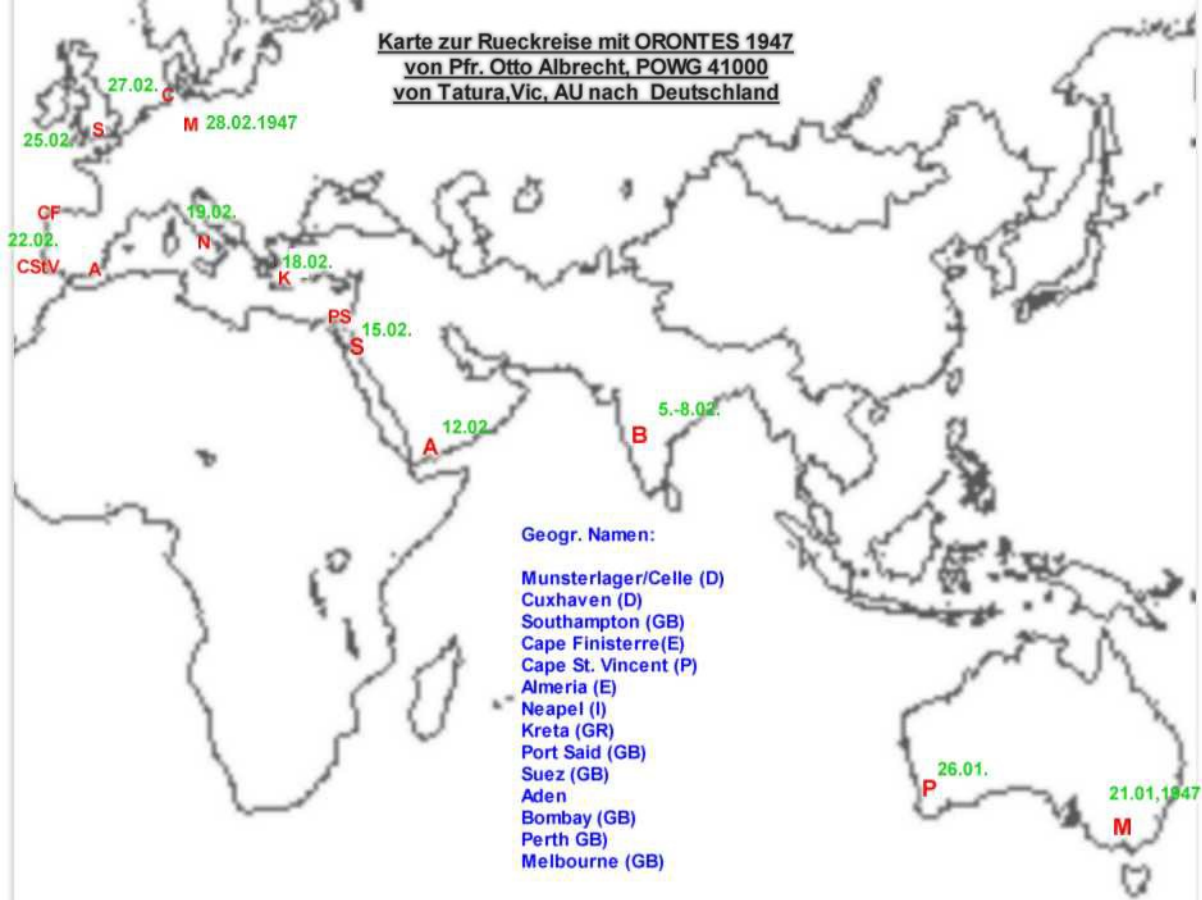 Karte zur Rueckreise mit ORONTES 1947
von Pfr. Otto Albrecht, POWG 41000
von Tatura,Vic, AU nach Deutschland
27.02.
C
S
M 28.02.1947
25.02.
CF
19.02.
22.02.
N
CStV
A
18.02.
K
PS
15.02.
S
5.-8.02.
12.02.
B
A
Geogr. Namen:
Munsterlager/Celle (D)
Cuxhaven (D)
Southampton (GB)
Cape Finisterre(E)
Cape St. Vincent (P)
Almeria (E)
Neapel (I)
Kreta (GR)
Port Said (GB)
Suez (GB)
Aden
Bombay (GB)
Perth GB)
Melbourne (GB)
26.01.
P
21.01,1947
M